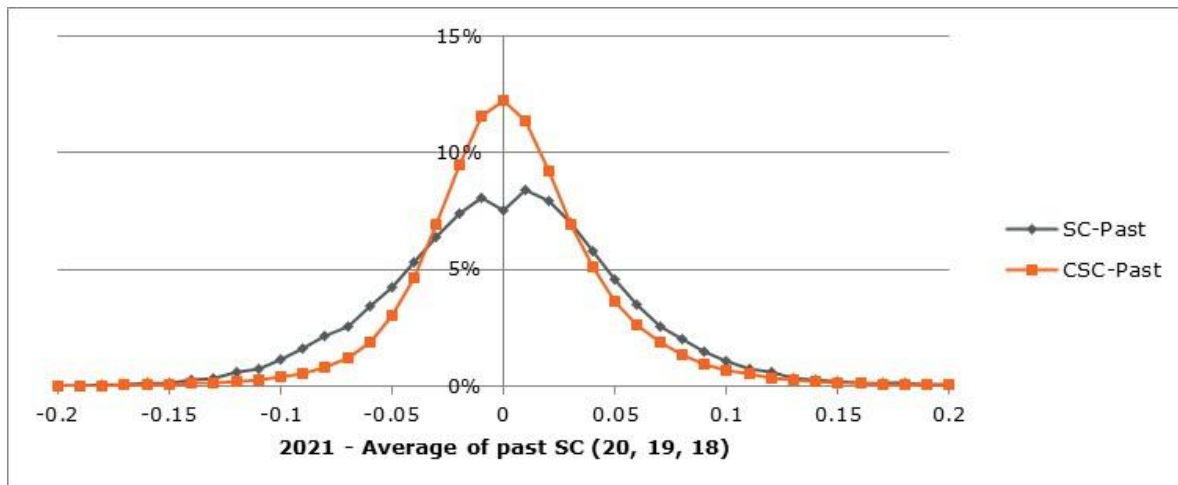 15%
10%
5%
0%
-0.2 -0.15 -0.1 -0.05 0 0.05 0.1 0.15 0.2
2021 - Average of past SC (20, 19, 18)
SC-Past
CSC-Past